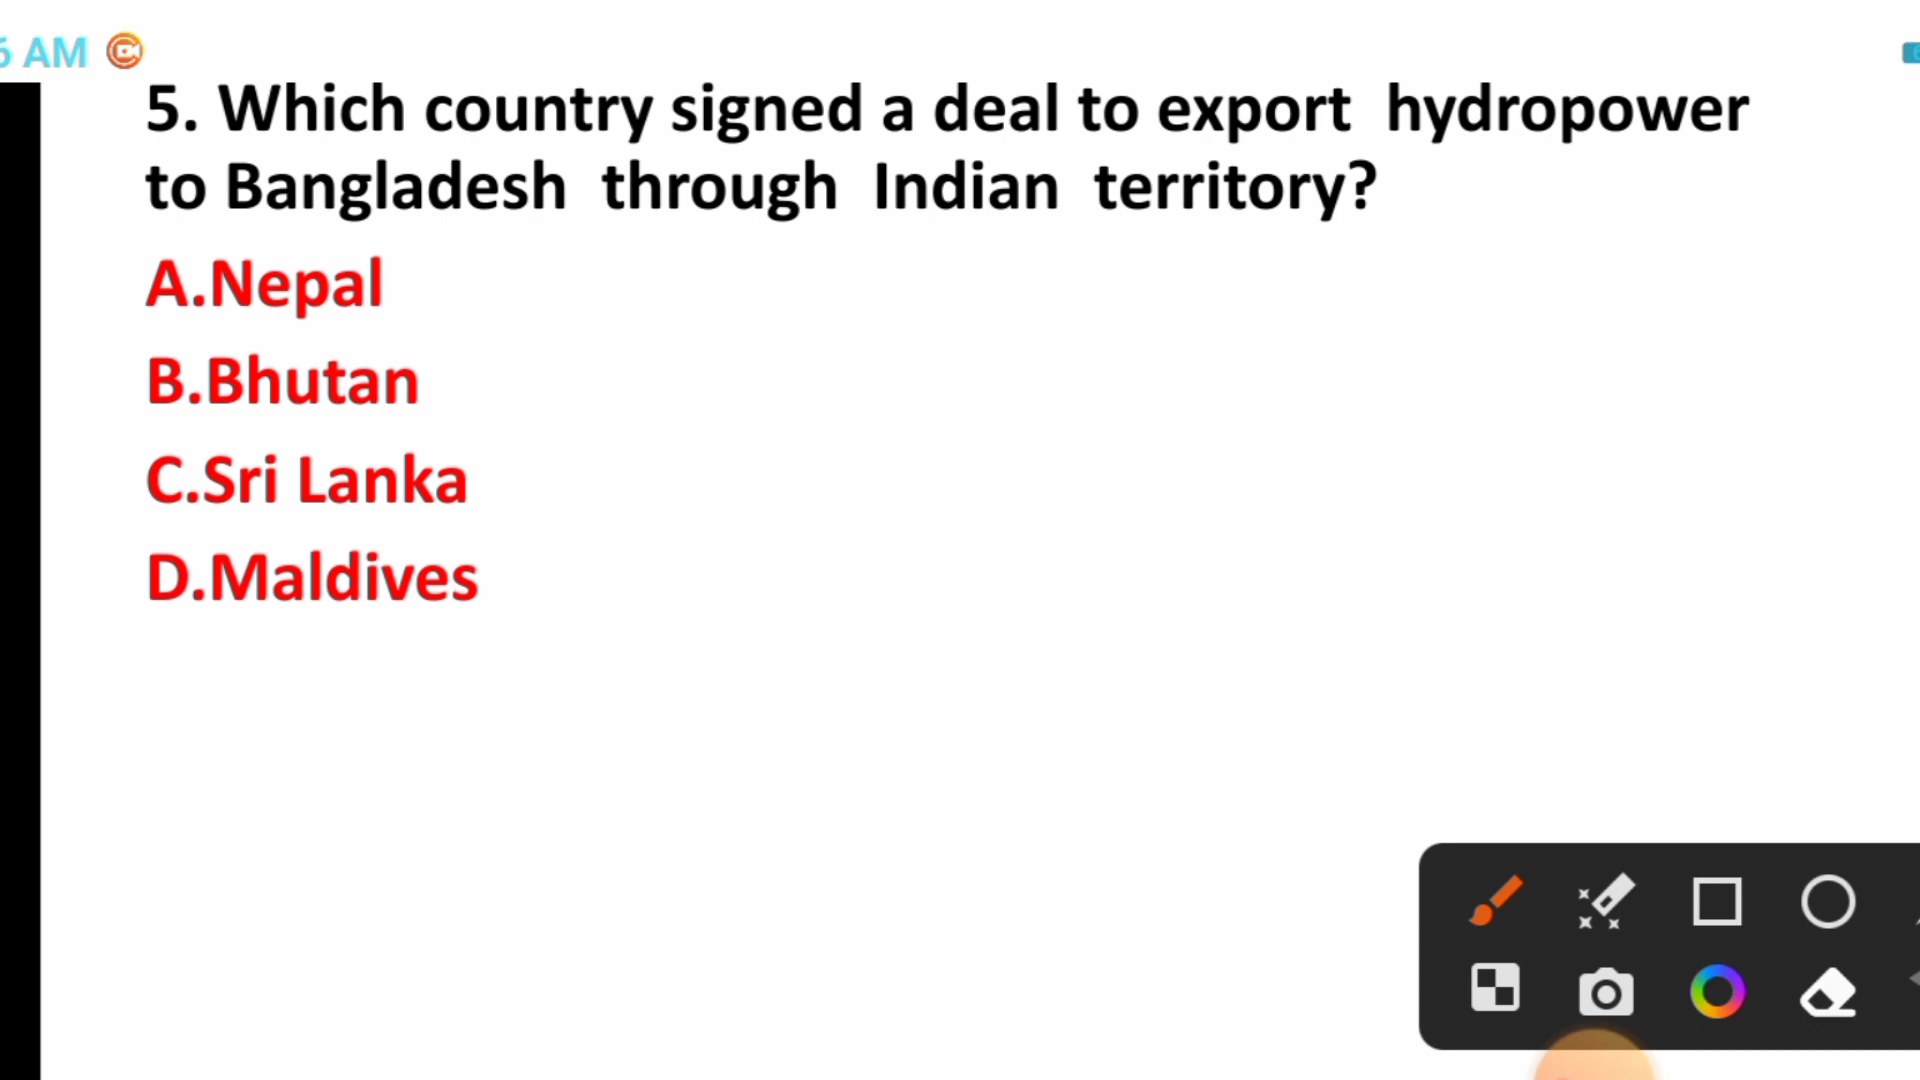 6 AM
5. Which country signed a deal to export hydropower
to Bangladesh through Indian territory?
A.Nepal
B.Bhutan
C.Sri Lanka
D.Maldives